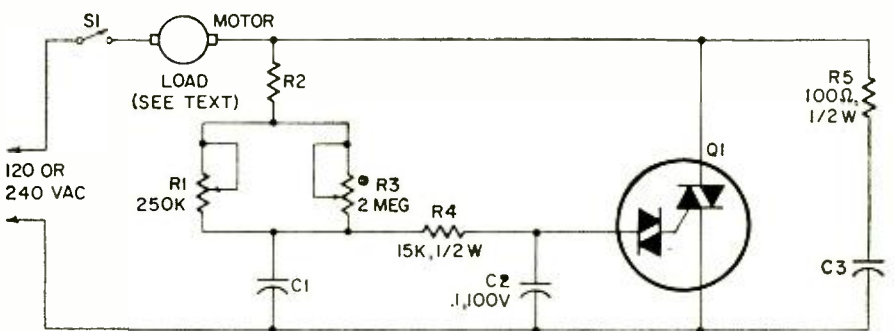 S1
MOTOR
LOAD
(SEE TEXT)
R2
R5
100Ω,
1/2 W
120 OR
240 VAC
R1
250K
R3
2 MEG
R4
15K, 1/2 W
Q1
C1
C2
.1, 100V
C3